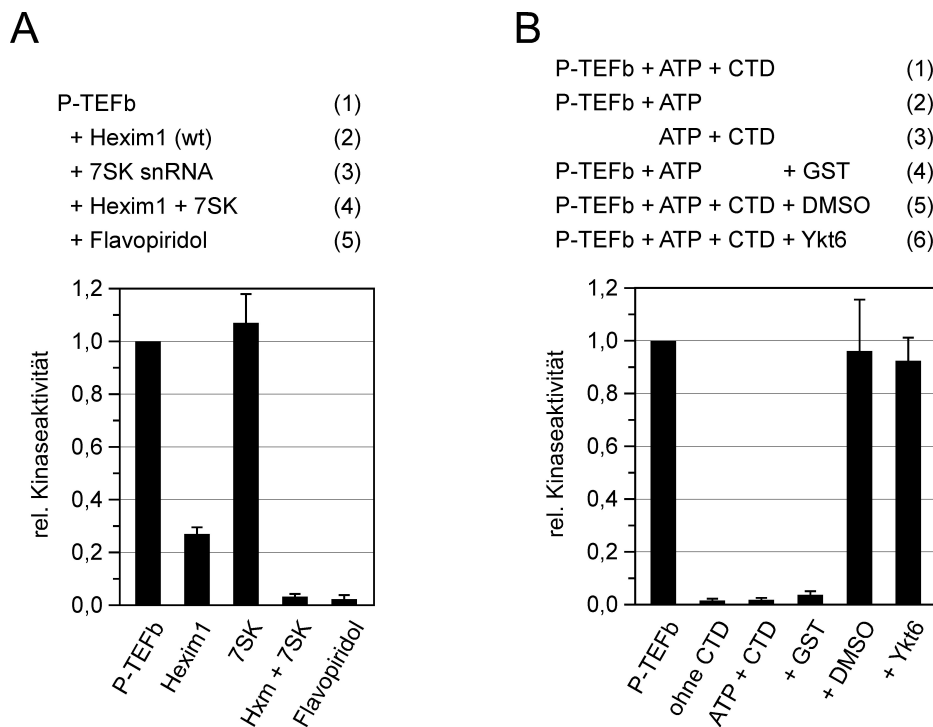 A
P-TEFb (1)
+ Hexim1 (wt) (2)
+ 7SK snRNA (3)
+ Hexim1 + 7SK (4)
+ Flavopiridol (5)
rel. Kinaseaktivität
1,2
1,0
0,8
0,6
0,4
0,2
0,0
P-TEFb
Hexim1
7SK
Hxm + 7SK
Flavopiridol
B
P-TEFb + ATP + CTD (1)
P-TEFb + ATP (2)
ATP + CTD (3)
P-TEFb + ATP + GST (4)
P-TEFb + ATP + CTD + DMSO (5)
P-TEFb + ATP + CTD + Ykt6 (6)
rel. Kinaseaktivität
1,2
1,0
0,8
0,6
0,4
0,2
0,0
P-TEFb
ohne CTD
ATP + CTD
+ GST
+ DMSO
+ Ykt6